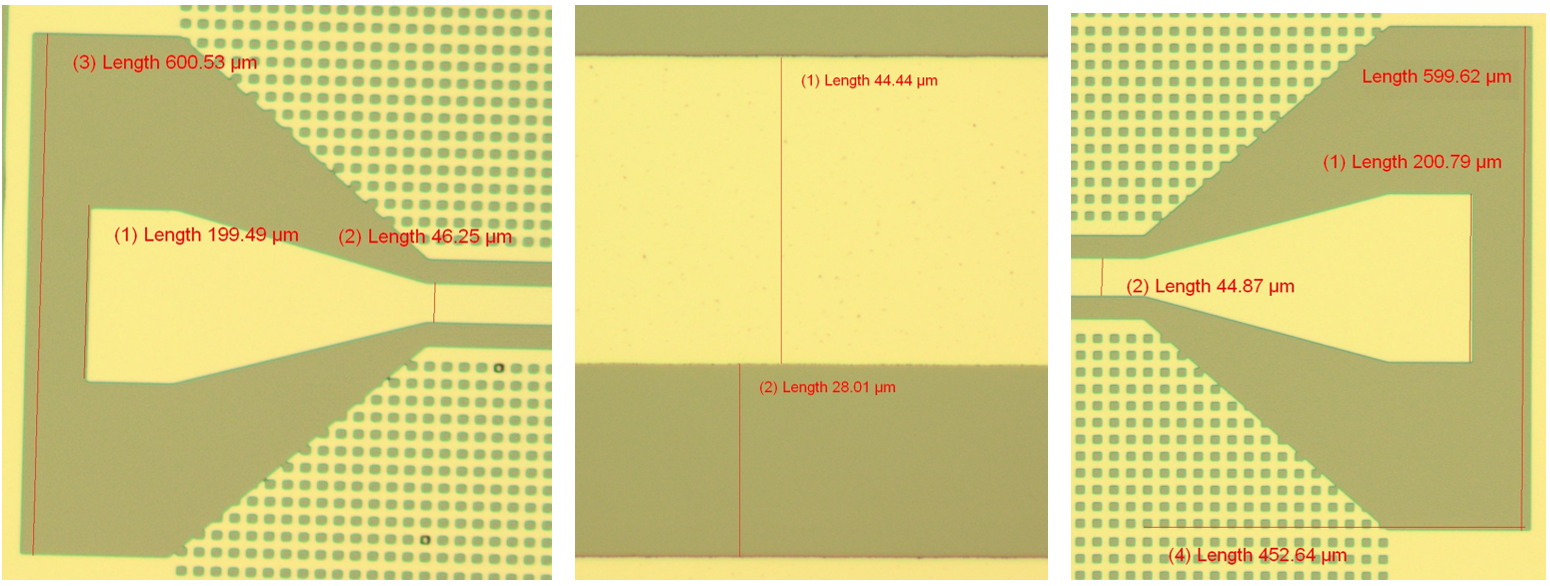 (3) Length 600.53 µm
(1) Length 199.49 µm
(2) Length 46.25 µm
(1) Length 44.44 µm
(2) Length 28.01 µm
Length 599.62 µm
(1) Length 200.79 µm
(2) Length 44.87 µm
(4) Length 452.64 µm